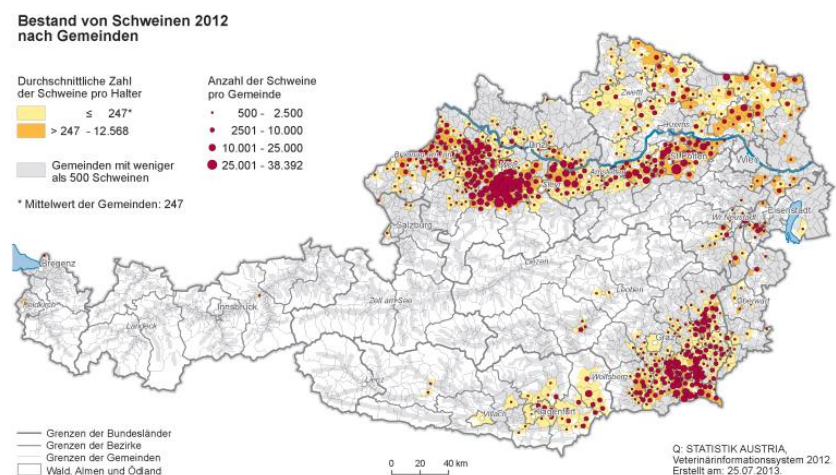 Bestand von Schweinen 2012
nach Gemeinden
Durchschnittliche Zahl
der Schweine pro Halter
≤ 247*
> 247 - 12.568
Gemeinden mit weniger
als 500 Schweinen
* Mittelwert der Gemeinden: 247
Anzahl der Schweine
pro Gemeinde
500 - 2.500
2501 - 10.000
10.001 - 25.000
25.001 - 38.392
Zwettl
Krems
Linz
Wels
Steyr
Amstetten
St. Pölten
Wien
Eisenstadt
Wr. Neustadt
Salzburg
Bregenz
Feldkirch
Landeck
Innsbruck
Zell am See
Liezen
Leoben
Oberwart
Graz
Wolfsberg
Lienz
Villach
Klagenfurt
Grenzen der Bundesländer
Grenzen der Bezirke
Grenzen der Gemeinden
Wald, Almen und Ödland
0 20 40 km
Q: STATISTIK AUSTRIA,
Veterinärinformationssystem 2012.
Erstellt am: 25.07.2013.